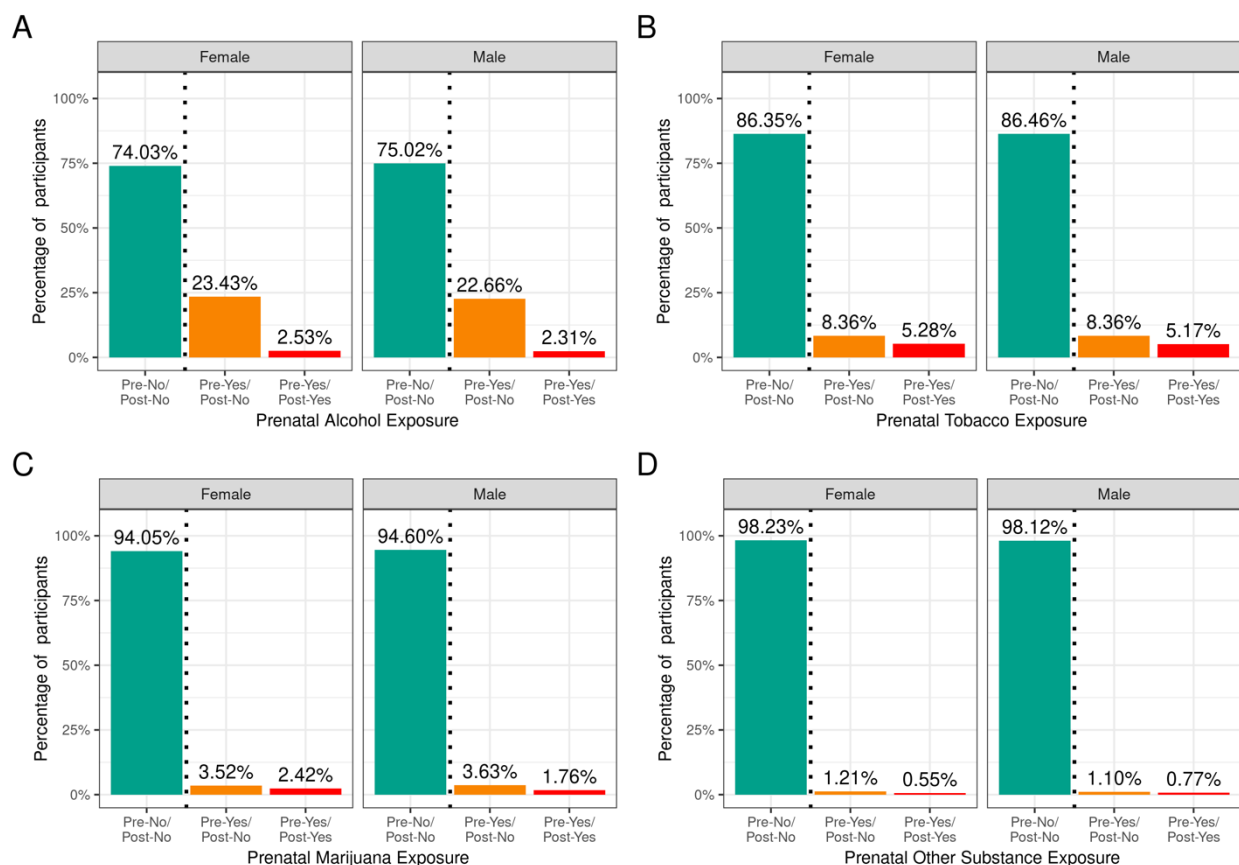 A
Female
Male
Percentage of participants
100%
75%
50%
25%
0%
74.03%
23.43%
2.53%
75.02%
22.66%
2.31%
Pre-No/
Post-No
Pre-Yes/
Post-No
Pre-Yes/
Post-Yes
Pre-No/
Post-No
Pre-Yes/
Post-No
Pre-Yes/
Post-Yes
Prenatal Alcohol Exposure
B
Female
Male
Percentage of participants
100%
75%
50%
25%
0%
86.35%
8.36%
5.28%
86.46%
8.36%
5.17%
Pre-No/
Post-No
Pre-Yes/
Post-No
Pre-Yes/
Post-Yes
Pre-No/
Post-No
Pre-Yes/
Post-No
Pre-Yes/
Post-Yes
Prenatal Tobacco Exposure
C
Female
Male
Percentage of participants
100%
75%
50%
25%
0%
94.05%
3.52%
2.42%
94.60%
3.63%
1.76%
Pre-No/
Post-No
Pre-Yes/
Post-No
Pre-Yes/
Post-Yes
Pre-No/
Post-No
Pre-Yes/
Post-No
Pre-Yes/
Post-Yes
Prenatal Marijuana Exposure
D
Female
Male
Percentage of participants
100%
75%
50%
25%
0%
98.23%
1.21%
0.55%
98.12%
1.10%
0.77%
Pre-No/
Post-No
Pre-Yes/
Post-No
Pre-Yes/
Post-Yes
Pre-No/
Post-No
Pre-Yes/
Post-No
Pre-Yes/
Post-Yes
Prenatal Other Substance Exposure